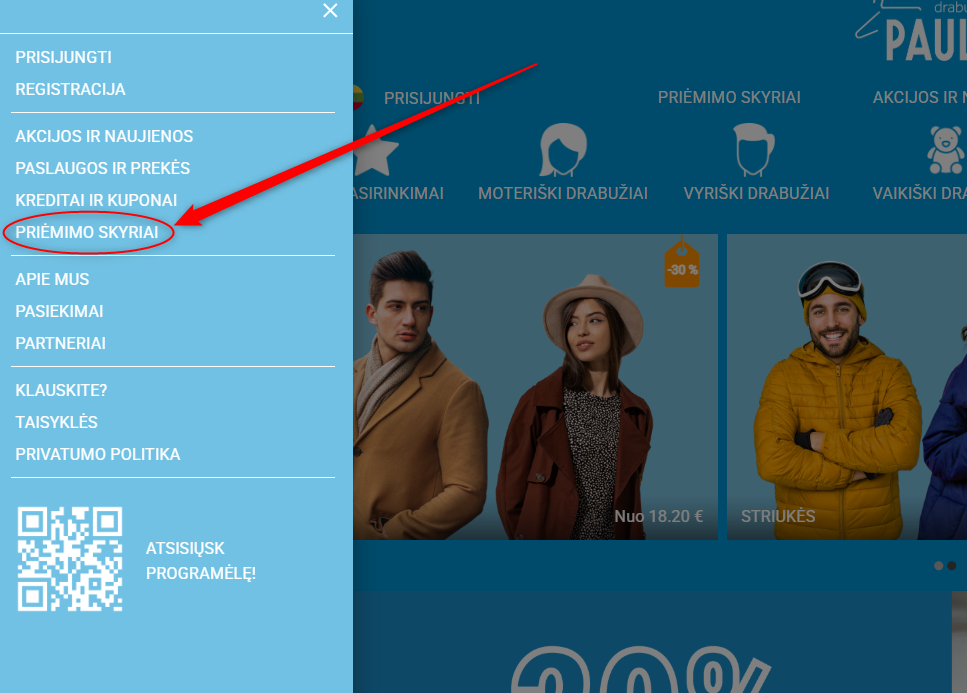 PRISIJUNGTI
REGISTRACIJA
AKCIJOS IR NAUJIENOS
PASLAUGOS IR PREKĖS
KREDITAI IR KUPONAI
PRIĖMIMO SKYRIAI
APIE MUS
PASIEKIMAI
PARTNERIAI
KLAUSKITE?
TAISYKLĖS
PRIVATUMO POLITIKA
ATSISIŲSK
PROGRAMĖLĘ!
drabu
PAUL
PRISIJUNGTI
PRIĖMIMO SKYRIAI
AKCIJOS IR
ASIRINKIMAI
MOTERIŠKI DRABUŽIAI
VYRIŠKI DRABUŽIAI
VAIKIŠKI DRA
-30 %
Nuo 18.20 €
STRIUKĖS